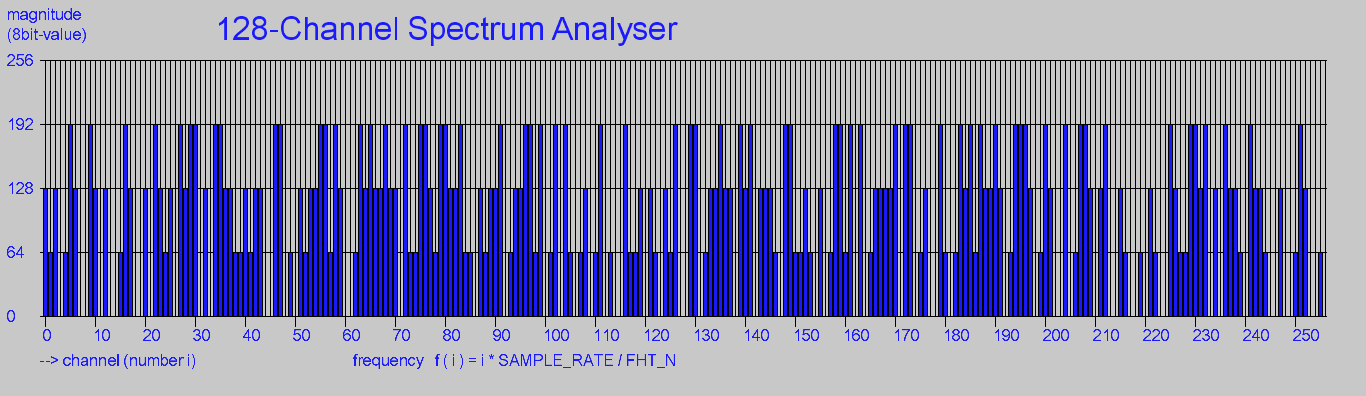 magnitude
(8bit-value)
128-Channel Spectrum Analyser
256
192
128
64
0
0 10 20 30 40 50 60 70 80 90 100 110 120 130 140 150 160 170 180 190 200 210 220 230 240 250
--> channel (number i)
frequency f ( i ) = i * SAMPLE_RATE / FHT_N